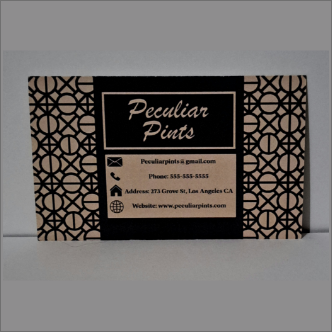 Peculiar
Pints
Peculiarpints@gmail.com
Phone: 555-555-5555
Address: 273 Grove St, Los Angeles CA
Website: www.peculiarpints.com